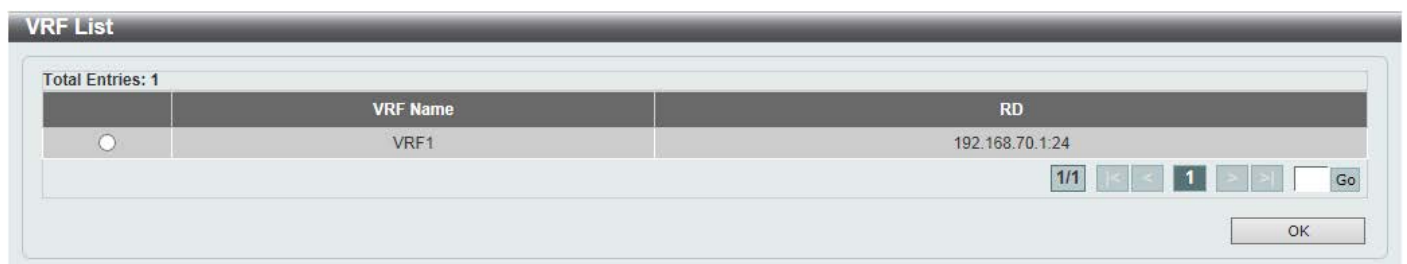 VRF List
Total Entries: 1
VRF Name RD
VRF1 192.168.70.1:24
1/1 |< < 1 > >| Go
OK